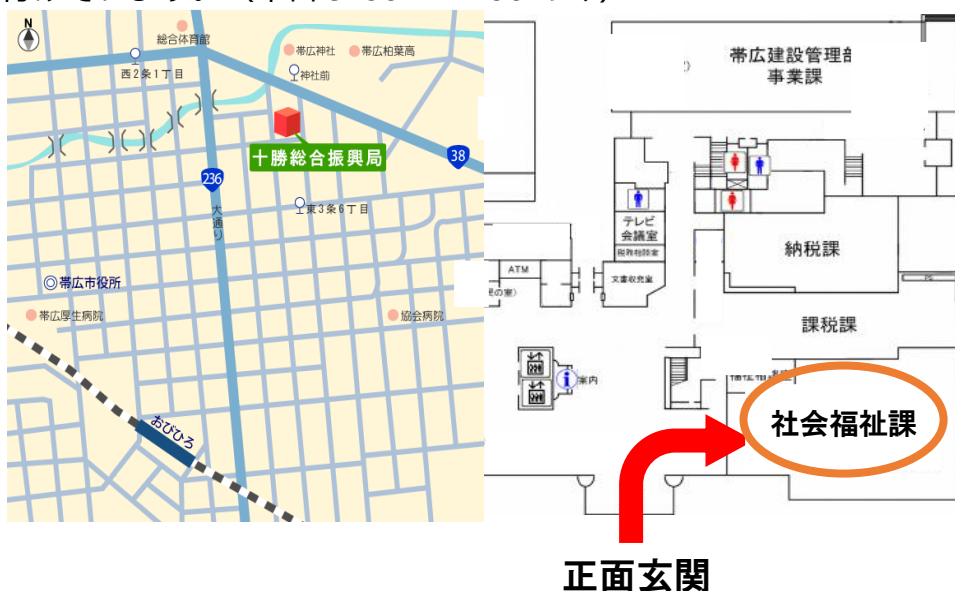 N
総合体育館
帯広神社
帯広柏葉高
西2条1丁目
神社前
十勝総合振興局
38
236
大通り
東3条6丁目
帯広市役所
帯広厚生病院
協会病院
おびひろ
帯広建設管理部
事業課
テレビ
会議室
税務相談室
納税課
ATM
文書収発室
課税課
案内
社会福祉課
正面玄関